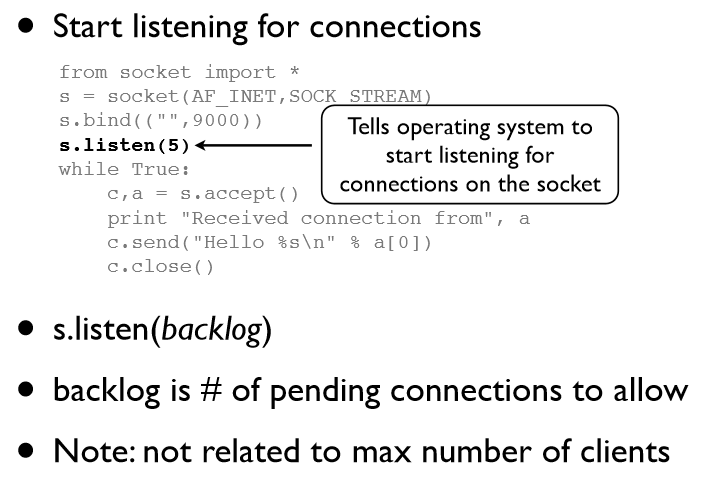 • Start listening for connections
from socket import *
s = socket(AF_INET,SOCK_STREAM)
s.bind(("",9000))
s.listen(5)
while True:
    c,a = s.accept()
    print "Received connection from", a
    c.send("Hello %s\n" % a[0])
    c.close()
Tells operating system to
start listening for
connections on the socket
• s.listen(backlog)
• backlog is # of pending connections to allow
• Note: not related to max number of clients